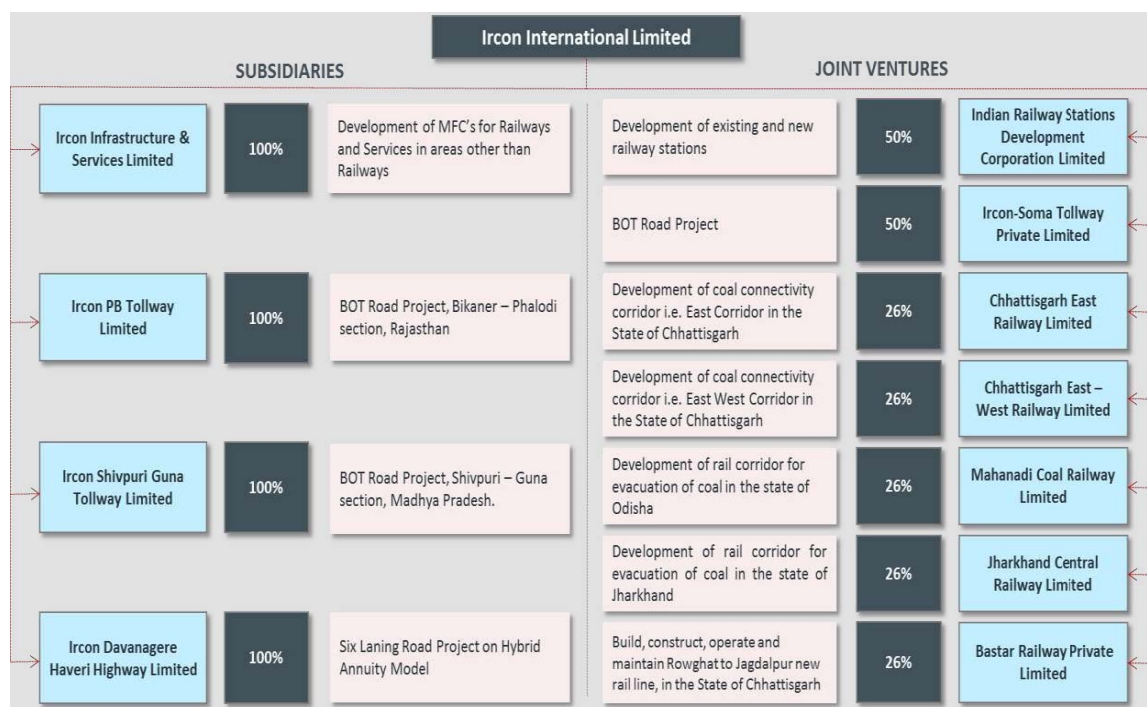 Ircon International Limited
SUBSIDIARIES
JOINT VENTURES
Ircon Infrastructure &
Services Limited
100%
Development of MFC's for Railways
and Services in areas other than
Railways
Ircon PB Tollway
Limited
100%
BOT Road Project, Bikaner – Phalodi
section, Rajasthan
Ircon Shivpuri Guna
Tollway Limited
100%
BOT Road Project, Shivpuri – Guna
section, Madhya Pradesh.
Ircon Davanagere
Haveri Highway Limited
100%
Six Laning Road Project on Hybrid
Annuity Model
Development of existing and new
railway stations
50%
Indian Railway Stations
Development
Corporation Limited
BOT Road Project
50%
Ircon-Soma Tollway
Private Limited
Development of coal connectivity
corridor i.e. East Corridor in the
State of Chhattisgarh
26%
Chhattisgarh East
Railway Limited
Development of coal connectivity
corridor i.e. East West Corridor in
the State of Chhattisgarh
26%
Chhattisgarh East –
West Railway Limited
Development of rail corridor for
evacuation of coal in the state of
Odisha
26%
Mahanadi Coal Railway
Limited
Development of rail corridor for
evacuation of coal in the state of
Jharkhand
26%
Jharkhand Central
Railway Limited
Build, construct, operate and
maintain Rowghat to Jagdalpur new
rail line, in the State of Chhattisgarh
26%
Bastar Railway Private
Limited